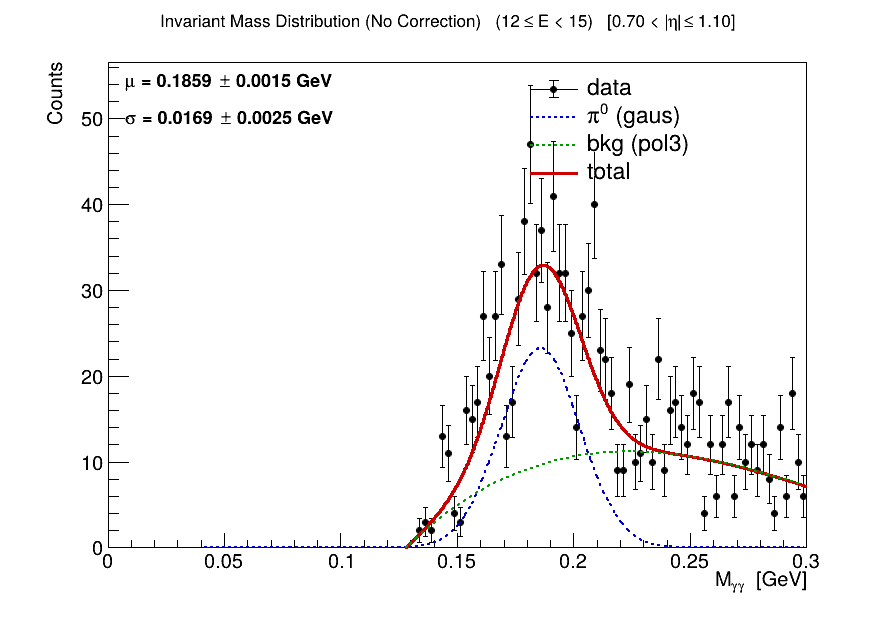 Invariant Mass Distribution (No Correction) (12 ≤ E < 15) [0.70 < |η| ≤ 1.10]
Counts
μ = 0.1859 ± 0.0015 GeV
σ = 0.0169 ± 0.0025 GeV
data
π⁰ (gaus)
bkg (pol3)
total
50
40
30
20
10
0
0 0.05 0.1 0.15 0.2 0.25 0.3
Mγγ [GeV]